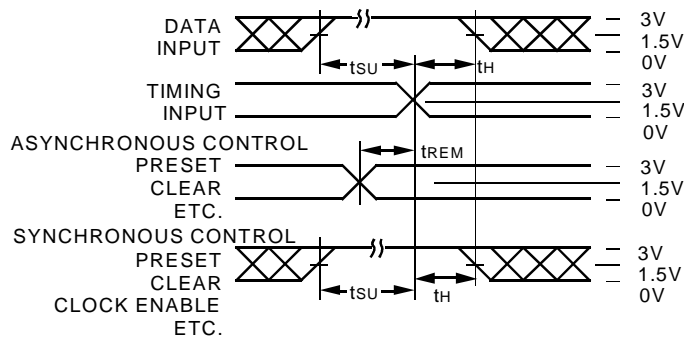 DATA
INPUT
3V
1.5V
0V
tSU
tH
TIMING
INPUT
3V
1.5V
0V
ASYNCHRONOUS CONTROL
PRESET
CLEAR
ETC.
tREM
3V
1.5V
0V
SYNCHRONOUS CONTROL
PRESET
CLEAR
CLOCK ENABLE
ETC.
tSU
tH
3V
1.5V
0V